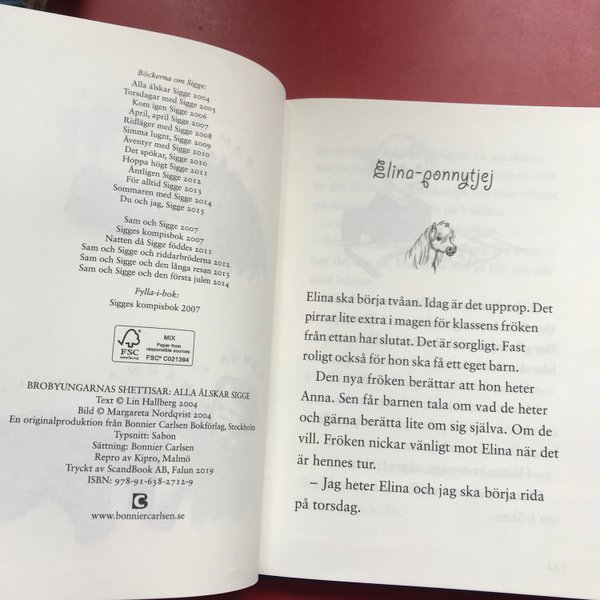 Böckerna om Sigge:
Alla älskar Sigge 2004
Torsdagar med Sigge 2005
Kom igen Sigge 2006
April, april Sigge 2007
Ridläger med Sigge 2008
Simma lugnt, Sigge 2009
Äventyr med Sigge 2010
Det spökar, Sigge 2010
Hoppa högt Sigge 2011
Äntligen Sigge 2012
För alltid Sigge 2013
Sommaren med Sigge 2014
Du och jag, Sigge 2015
Sam och Sigge 2007
Sigges kompisbok 2007
Natten då Sigge föddes 2011
Sam och Sigge och riddarbröderna 2012
Sam och Sigge och den långa resan 2013
Sam och Sigge och den första julen 2014
Fylla-i-bok:
Sigges kompisbok 2007
FSC
www.fsc.org
MIX
Paper from
responsible sources
FSC® C021394
BROBYUNGARNAS SHETTISAR: ALLA ÄLSKAR SIGGE
Text © Lin Hallberg 2004
Bild © Margareta Nordqvist 2004
En originalproduktion från Bonnier Carlsen Bokförlag, Stockholm
Typsnitt: Sabon
Sättning: Bonnier Carlsen
Repro av Kipro, Malmö
Tryckt av ScandBook AB, Falun 2019
ISBN: 978-91-638-2712-9
www.bonniercarlsen.se
Elina-ponnytjej
Elina ska börja tvåan. Idag är det upprop. Det
pirrar lite extra i magen för klassens fröken
från ettan har slutat. Det är sorgligt. Fast
roligt också för hon ska få ett eget barn.
Den nya fröken berättar att hon heter
Anna. Sen får barnen tala om vad de heter
och gärna berätta lite om sig själva. Om de
vill. Fröken nickar vänligt mot Elina när det
är hennes tur.
– Jag heter Elina och jag ska börja rida
på torsdag.